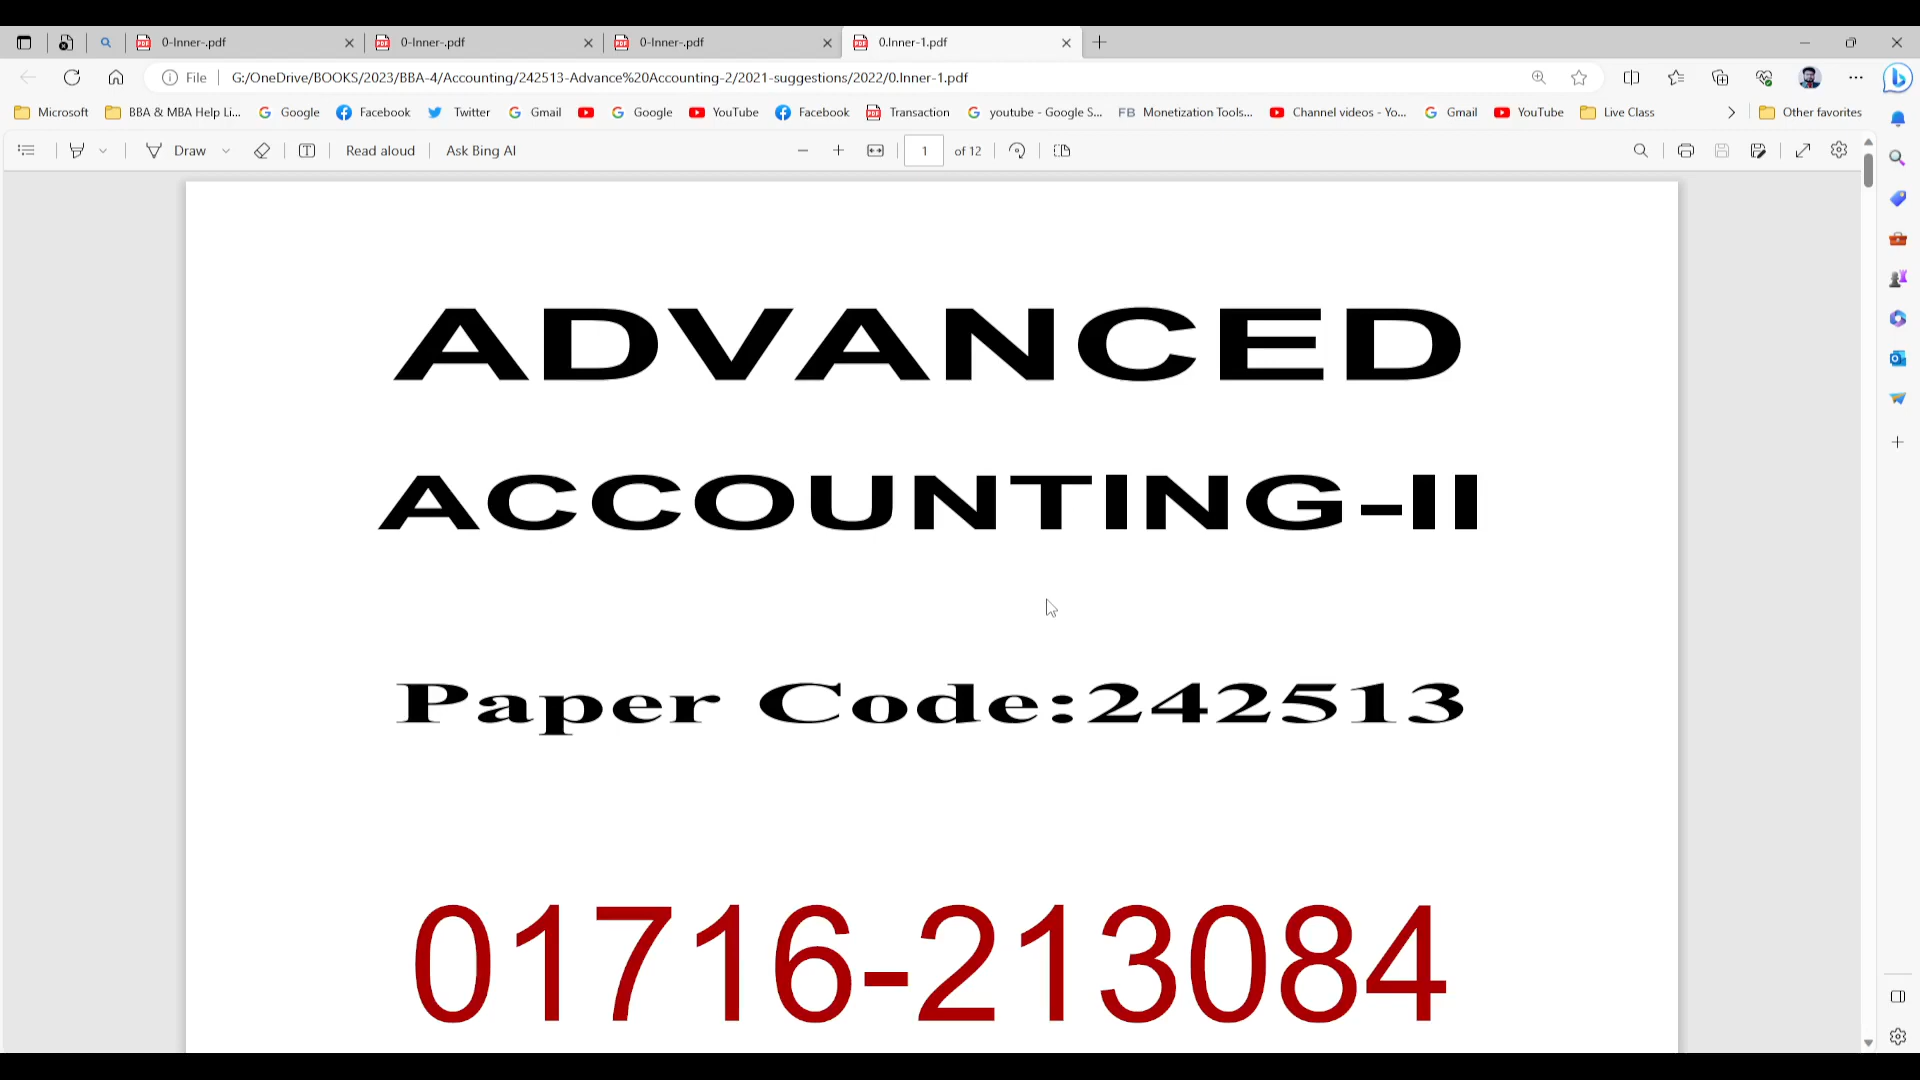 0-Inner-.pdf
0-Inner-.pdf
0-Inner-.pdf
0.Inner-1.pdf
File
G:/OneDrive/BOOKS/2023/BBA-4/Accounting/242513-Advance%20Accounting-2/2021-suggestions/2022/0.Inner-1.pdf
Microsoft
BBA & MBA Help Li...
Google
Facebook
Twitter
Gmail
Google
YouTube
Facebook
Transaction
youtube - Google S...
FB Monetization Tools...
Channel videos - Yo...
Gmail
YouTube
Live Class
Other favorites
Draw
Read aloud
Ask Bing AI
1 of 12
ADVANCED
ACCOUNTING-II
Paper Code:242513
01716-213084